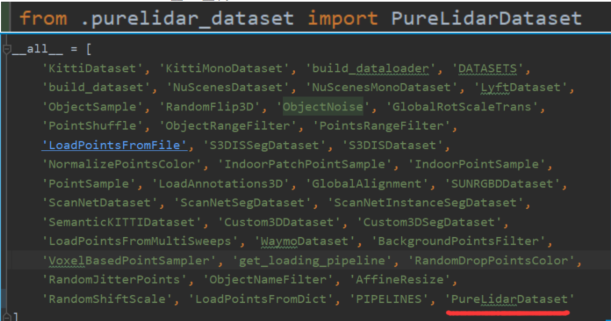 from .purelidar_dataset import PureLidarDataset
__all__ = [
'KittiDataset', 'KittiMonoDataset', 'build_dataloader', 'DATASETS',
'build_dataset', 'NuScenesDataset', 'NuScenesMonoDataset', 'LyftDataset',
'ObjectSample', 'RandomFlip3D', 'ObjectNoise', 'GlobalRotScaleTrans',
'PointShuffle', 'ObjectRangeFilter', 'PointsRangeFilter',
'LoadPointsFromFile', 'S3DISSegDataset', 'S3DISDataset',
'NormalizePointsColor', 'IndoorPatchPointSample', 'IndoorPointSample',
'PointSample', 'LoadAnnotations3D', 'GlobalAlignment', 'SUNRGBDDataset',
'ScanNetDataset', 'ScanNetSegDataset', 'ScanNetInstanceSegDataset',
'SemanticKITTIDataset', 'Custom3DDataset', 'Custom3DSegDataset',
'LoadPointsFromMultiSweeps', 'WaymoDataset', 'BackgroundPointsFilter',
'VoxelBasedPointSampler', 'get_loading_pipeline', 'RandomDropPointsColor',
'RandomJitterPoints', 'ObjectNameFilter', 'AffineResize',
'RandomShiftScale', 'LoadPointsFromDict', 'PIPELINES', 'PureLidarDataset'
]